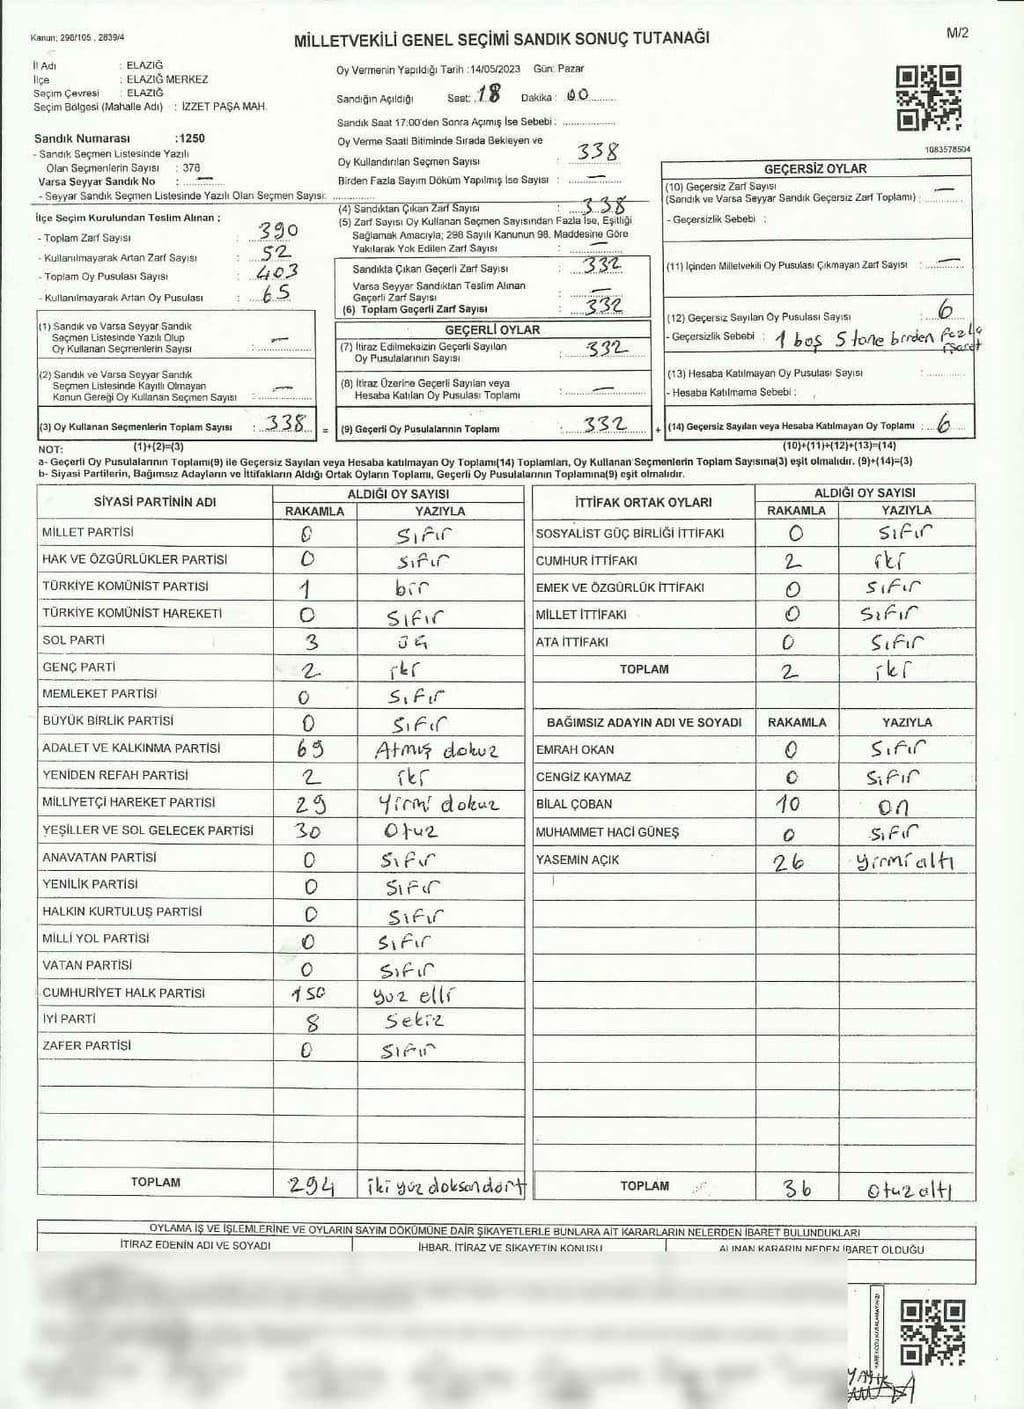 Kanun; 298/105 , 2839/4
MİLLETVEKİLİ GENEL SEÇİMİ SANDIK SONUÇ TUTANAĞI
M/2
İl Adı : ELAZIĞ
İlçe : ELAZIĞ MERKEZ
Seçim Çevresi : ELAZIĞ
Seçim Bölgesi (Mahalle Adı) : İZZET PAŞA MAH.
Oy Vermenin Yapıldığı Tarih :14/05/2023 Gün: Pazar
Sandığın Açıldığı Saat: 18 Dakika : 00
Sandık Saat 17:00'den Sonra Açımış İse Sebebi :
Sandık Numarası :1250
- Sandık Seçmen Listesinde Yazılı
Olan Seçmenlerin Sayısı : 378
Varsa Seyyar Sandık No : —
- Seyyar Sandık Seçmen Listesinde Yazılı Olan Seçmen Sayısı:
Oy Verme Saati Bitiminde Sırada Bekleyen ve
Oy Kullandırılan Seçmen Sayısı : 338
Birden Fazla Sayım Döküm Yapılmış İse Sayısı : —
1083578504
İlçe Seçim Kurulundan Teslim Alınan ;
- Toplam Zarf Sayısı : 390
- Kullanılmayarak Artan Zarf Sayısı : 52
- Toplam Oy Pusulası Sayısı : 403
- Kullanılmayarak Artan Oy Pusulası : 65
(4) Sandıktan Çıkan Zarf Sayısı : 338
(5) Zarf Sayısı Oy Kullanan Seçmen Sayısından Fazla İse, Eşitliği
Sağlamak Amacıyla; 298 Sayılı Kanunun 98. Maddesine Göre
Yakılarak Yok Edilen Zarf Sayısı : —
Sandıkta Çıkan Geçerli Zarf Sayısı : 332
Varsa Seyyar Sandıktan Teslim Alınan
Geçerli Zarf Sayısı : —
(6) Toplam Geçerli Zarf Sayısı : 332
GEÇERSİZ OYLAR
(10) Geçersiz Zarf Sayısı
(Sandık ve Varsa Seyyar Sandık Geçersiz Zarf Toplamı) : —
- Geçersizlik Sebebi :
(11) İçinden Milletvekili Oy Pusulası Çıkmayan Zarf Sayısı : —
(12) Geçersiz Sayılan Oy Pusulası Sayısı : 6
- Geçersizlik Sebebi : 1 boş 5 tane birden fazla
işaret
(13) Hesaba Katılmayan Oy Pusulası Sayısı :
- Hesaba Katılmama Sebebi :
(14) Geçersiz Sayılan veya Hesaba Katılmayan Oy Toplamı : 6
(1) Sandık ve Varsa Seyyar Sandık
Seçmen Listesinde Yazılı Olup
Oy Kullanan Seçmenlerin Sayısı : —
(2) Sandık ve Varsa Seyyar Sandık
Seçmen Listesinde Kayıtlı Olmayan
Kanun Gereği Oy Kullanan Seçmen Sayısı : —
(3) Oy Kullanan Seçmenlerin Toplam Sayısı : 338 =
GEÇERLİ OYLAR
(7) İtiraz Edilmeksizin Geçerli Sayılan
Oy Pusulalarının Sayısı : 332
(8) İtiraz Üzerine Geçerli Sayılan veya
Hesaba Katılan Oy Pusulası Toplamı : —
(9) Geçerli Oy Pusulalarının Toplamı : 332 +
NOT: (1)+(2)=(3)
(10)+(11)+(12)+(13)=(14)
a- Geçerli Oy Pusulalarının Toplamı(9) ile Geçersiz Sayılan veya Hesaba katılmayan Oy Toplamı(14) Toplamları, Oy Kullanan Seçmenlerin Toplam Sayısına(3) eşit olmalıdır. (9)+(14)=(3)
b- Siyasi Partilerin, Bağımsız Adayların ve İttifakların Aldığı Ortak Oyların Toplamı, Geçerli Oy Pusulalarının Toplamına(9) eşit olmalıdır.
SİYASİ PARTİNİN ADI ALDIĞI OY SAYISI
RAKAMLA YAZIYLA
MİLLET PARTİSİ 0 Sıfır
HAK VE ÖZGÜRLÜKLER PARTİSİ 0 Sıfır
TÜRKİYE KOMÜNİST PARTİSİ 1 bir
TÜRKİYE KOMÜNİST HAREKETİ 0 Sıfır
SOL PARTİ 3 üç
GENÇ PARTİ 2 iki
MEMLEKET PARTİSİ 0 Sıfır
BÜYÜK BİRLİK PARTİSİ 0 Sıfır
ADALET VE KALKINMA PARTİSİ 69 Atmış dokuz
YENİDEN REFAH PARTİSİ 2 iki
MİLLİYETÇİ HAREKET PARTİSİ 29 Yirmi dokuz
YEŞİLLER VE SOL GELECEK PARTİSİ 30 Otuz
ANAVATAN PARTİSİ 0 Sıfır
YENİLİK PARTİSİ 0 Sıfır
HALKIN KURTULUŞ PARTİSİ 0 Sıfır
MİLLİ YOL PARTİSİ 0 Sıfır
VATAN PARTİSİ 0 Sıfır
CUMHURİYET HALK PARTİSİ 150 yüz elli
İYİ PARTİ 8 Sekiz
ZAFER PARTİSİ 0 Sıfır
TOPLAM 294 iki yüz doksan dört
İTTİFAK ORTAK OYLARI ALDIĞI OY SAYISI
RAKAMLA YAZIYLA
SOSYALİST GÜÇ BİRLİĞİ İTTİFAKI 0 Sıfır
CUMHUR İTTİFAKI 2 iki
EMEK VE ÖZGÜRLÜK İTTİFAKI 0 Sıfır
MİLLET İTTİFAKI 0 Sıfır
ATA İTTİFAKI 0 Sıfır
TOPLAM 2 iki
BAĞIMSIZ ADAYIN ADI VE SOYADI RAKAMLA YAZIYLA
EMRAH OKAN 0 Sıfır
CENGİZ KAYMAZ 0 Sıfır
BİLAL ÇOBAN 10 on
MUHAMMET HACİ GÜNEŞ 0 Sıfır
YASEMİN AÇIK 26 yirmi altı
TOPLAM 36 Otuz altı
OYLAMA İŞ VE İŞLEMLERİNE VE OYLARIN SAYIM DÖKÜMÜNE DAİR ŞİKAYETLERLE BUNLARA AİT KARARLARIN NELERDEN İBARET BULUNDUKLARI
İTİRAZ EDENİN ADI VE SOYADI İHBAR, İTİRAZ VE ŞİKAYETİN KONUSU ALINAN KARARIN NEDEN İBARET OLDUĞU